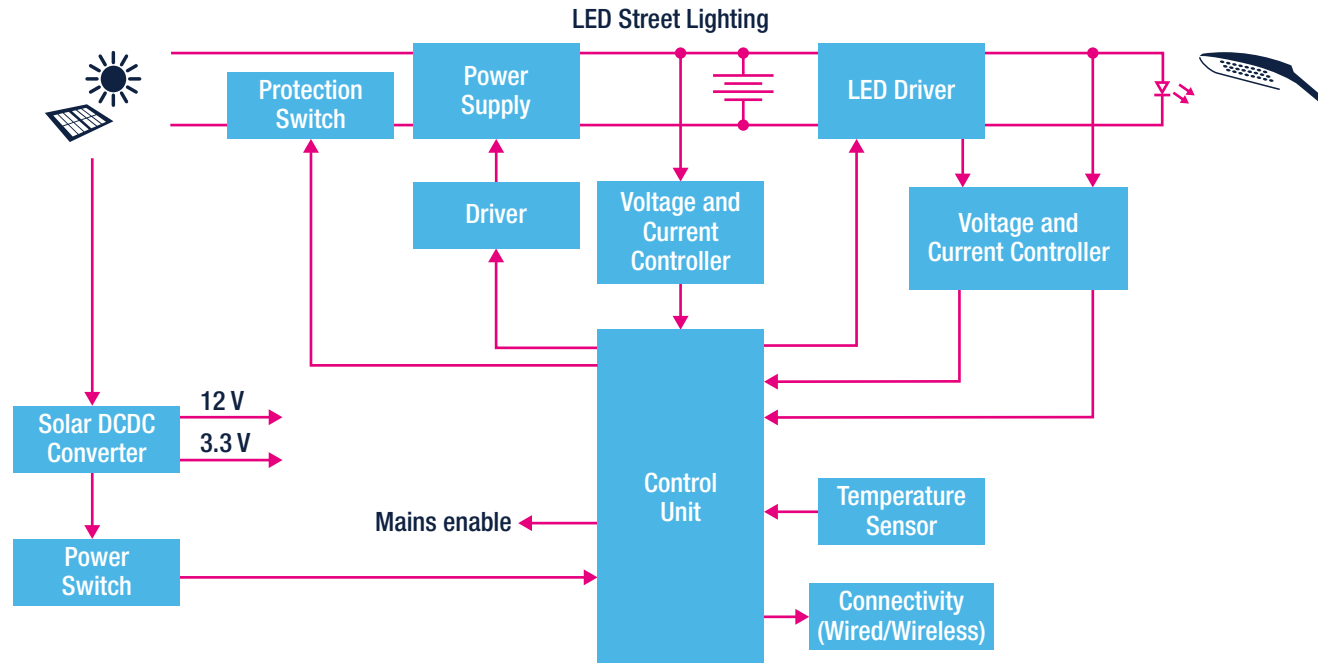 LED Street Lighting
Protection
Switch
Power
Supply
LED Driver
Driver
Voltage and
Current
Controller
Voltage and
Current Controller
Solar DCDC
Converter
12 V
3.3 V
Control
Unit
Mains enable
Temperature
Sensor
Power
Switch
Connectivity
(Wired/Wireless)